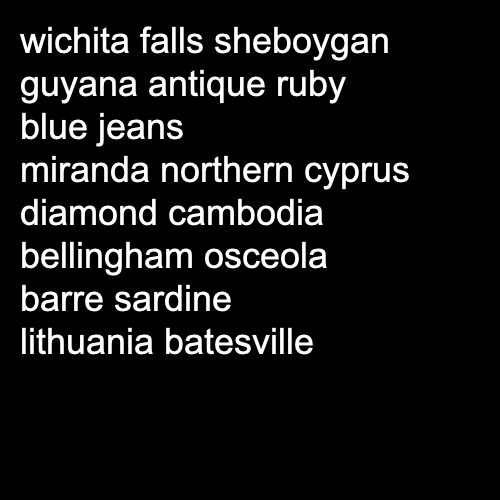 wichita falls sheboygan
guyana antique ruby
blue jeans
miranda northern cyprus
diamond cambodia
bellingham osceola
barre sardine
lithuania batesville